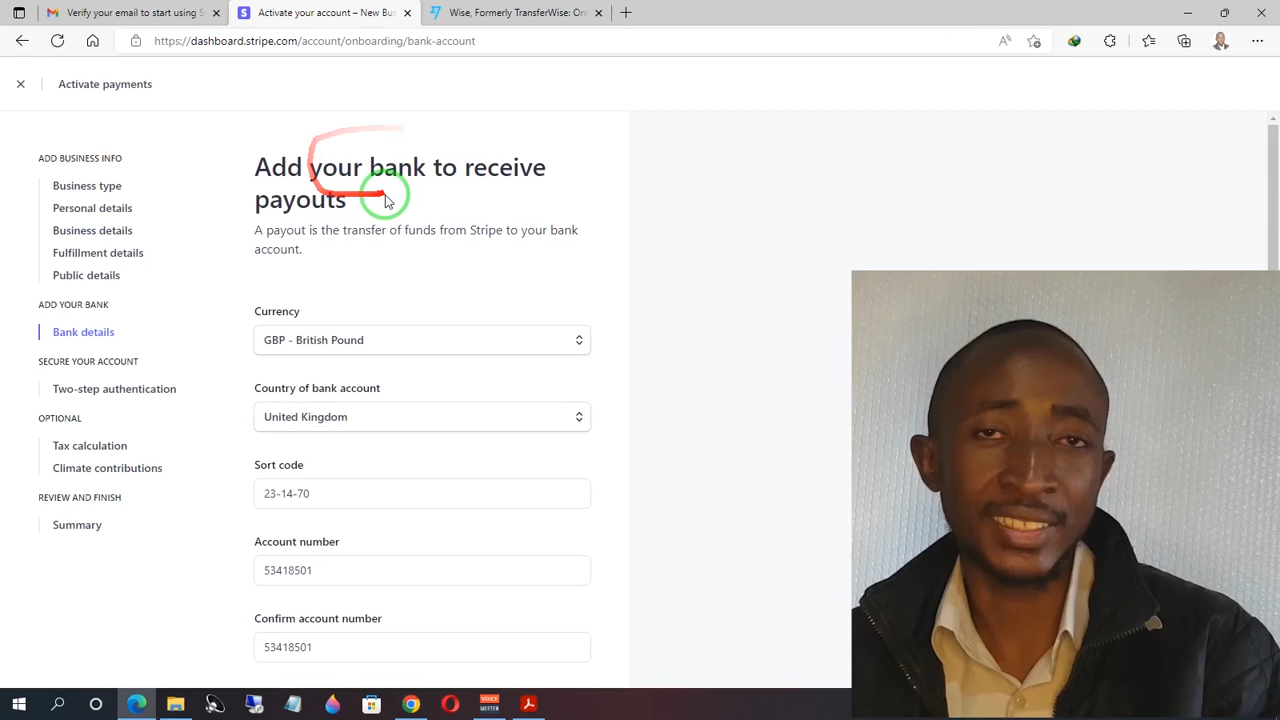 Verify your email to start using S
Activate your account – New Bus
Wise, Formerly TransferWise: Onl
https://dashboard.stripe.com/account/onboarding/bank-account
Activate payments
ADD BUSINESS INFO
Business type
Personal details
Business details
Fulfillment details
Public details
ADD YOUR BANK
Bank details
SECURE YOUR ACCOUNT
Two-step authentication
OPTIONAL
Tax calculation
Climate contributions
REVIEW AND FINISH
Summary
Add your bank to receive
payouts
A payout is the transfer of funds from Stripe to your bank
account.
Currency
GBP - British Pound
Country of bank account
United Kingdom
Sort code
23-14-70
Account number
53418501
Confirm account number
53418501
VOICE
MEETER